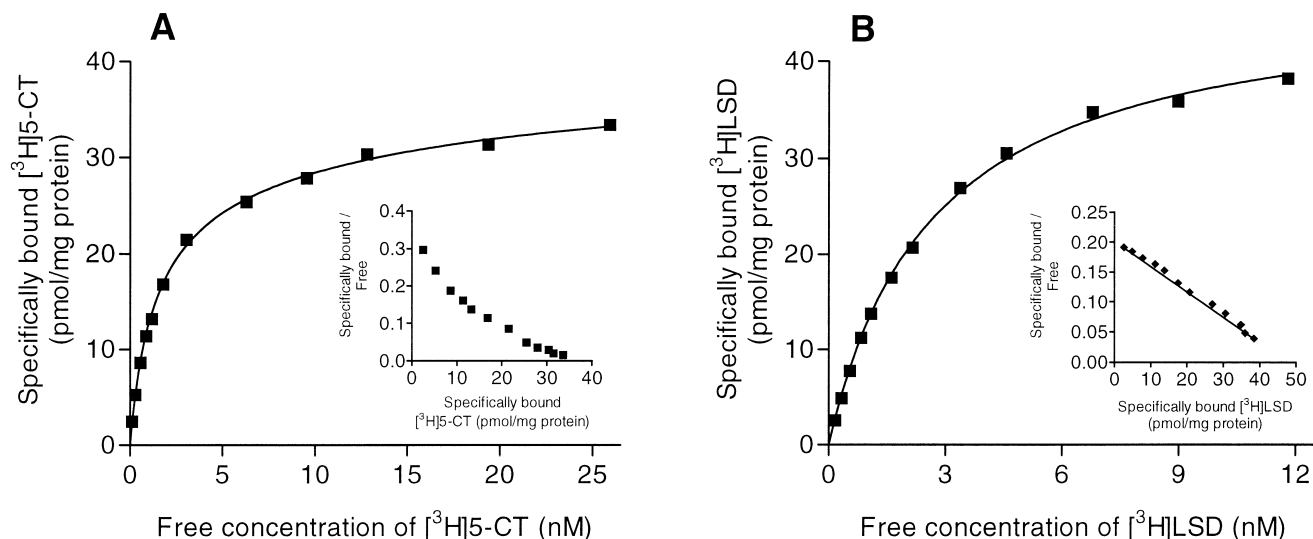 A
Specifically bound [³H]5-CT
(pmol/mg protein)
40
30
20
10
0
0
5
10
15
20
25
Free concentration of [³H]5-CT (nM)
Specifically bound /
Free
0.4
0.3
0.2
0.1
0.0
0
10
20
30
40
Specifically bound
[³H]5-CT (pmol/mg protein)
B
Specifically bound [³H]LSD
(pmol/mg protein)
40
30
20
10
0
0
3
6
9
12
Free concentration of [³H]LSD (nM)
Specifically bound /
Free
0.25
0.20
0.15
0.10
0.05
0.00
0
10
20
30
40
50
Specifically bound [³H]LSD
(pmol/mg protein)